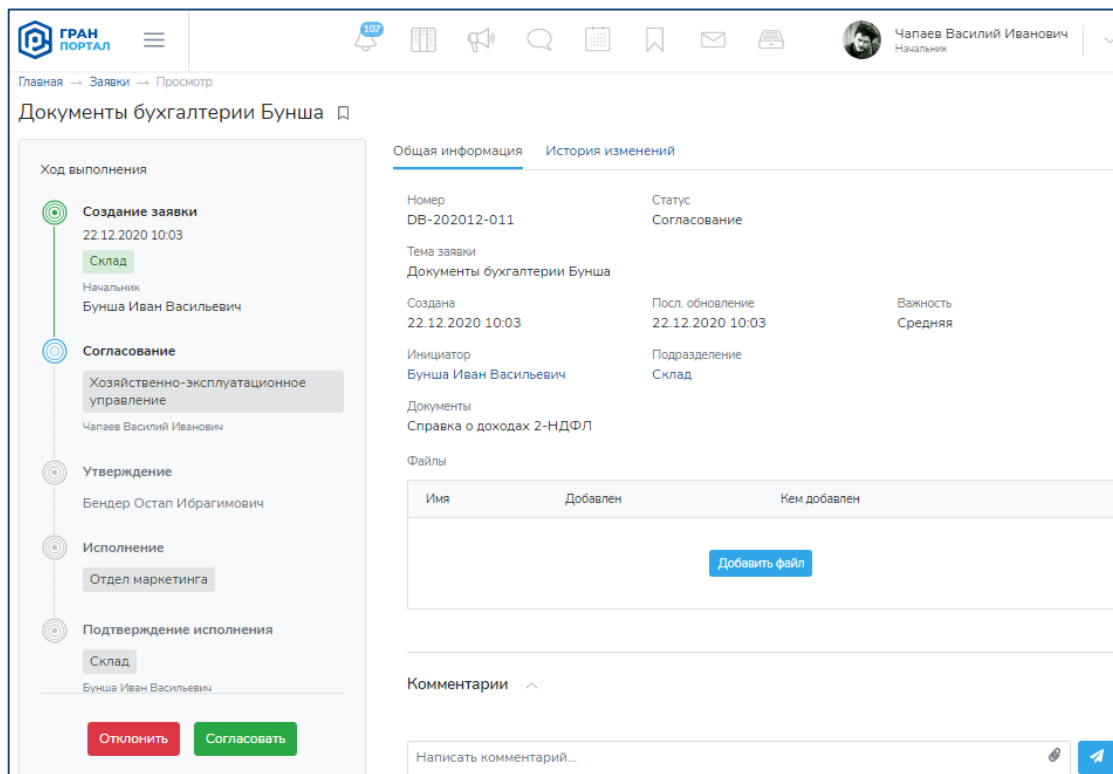 ГРАН
ПОРТАЛ
107
Чапаев Василий Иванович
Начальник
Главная → Заявки → Просмотр
Документы бухгалтерии Бунша
Ход выполнения
Создание заявки
22.12.2020 10:03
Склад
Начальник
Бунша Иван Васильевич
Согласование
Хозяйственно-эксплуатационное
управление
Чапаев Василий Иванович
Утверждение
Бендер Остап Ибрагимович
Исполнение
Отдел маркетинга
Подтверждение исполнения
Склад
Бунша Иван Васильевич
Отклонить Согласовать
Общая информация История изменений
Номер Статус
DB-202012-011 Согласование
Тема заявки
Документы бухгалтерии Бунша
Создана Посл. обновление Важность
22.12.2020 10:03 22.12.2020 10:03 Средняя
Инициатор Подразделение
Бунша Иван Васильевич Склад
Документы
Справка о доходах 2-НДФЛ
Файлы
Имя Добавлен Кем добавлен
Добавить файл
Комментарии
Написать комментарий...